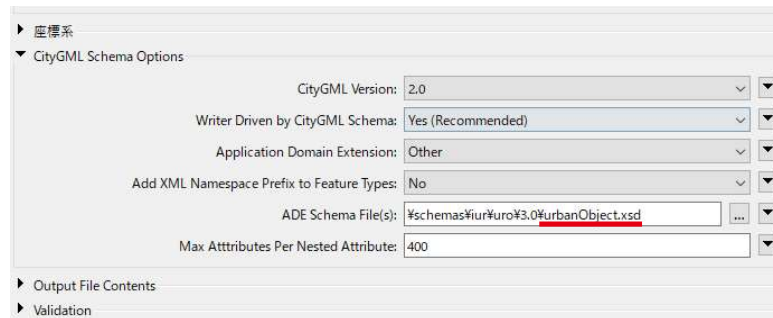 座標系
CityGML Schema Options
CityGML Version: 2.0
Writer Driven by CityGML Schema: Yes (Recommended)
Application Domain Extension: Other
Add XML Namespace Prefix to Feature Types: No
ADE Schema File(s): ¥schemas¥iur¥uro¥3.0¥urbanObject.xsd ...
Max Atttributes Per Nested Attribute: 400
Output File Contents
Validation